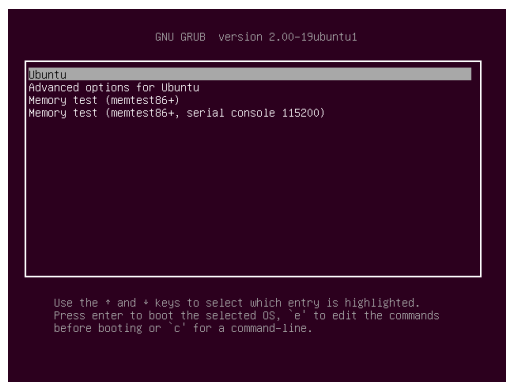 GNU GRUB  version 2.00-19ubuntu1
Ubuntu
Advanced options for Ubuntu
Memory test (memtest86+)
Memory test (memtest86+, serial console 115200)
Use the ↑ and ↓ keys to select which entry is highlighted.
Press enter to boot the selected OS, `e' to edit the commands
before booting or `c' for a command-line.